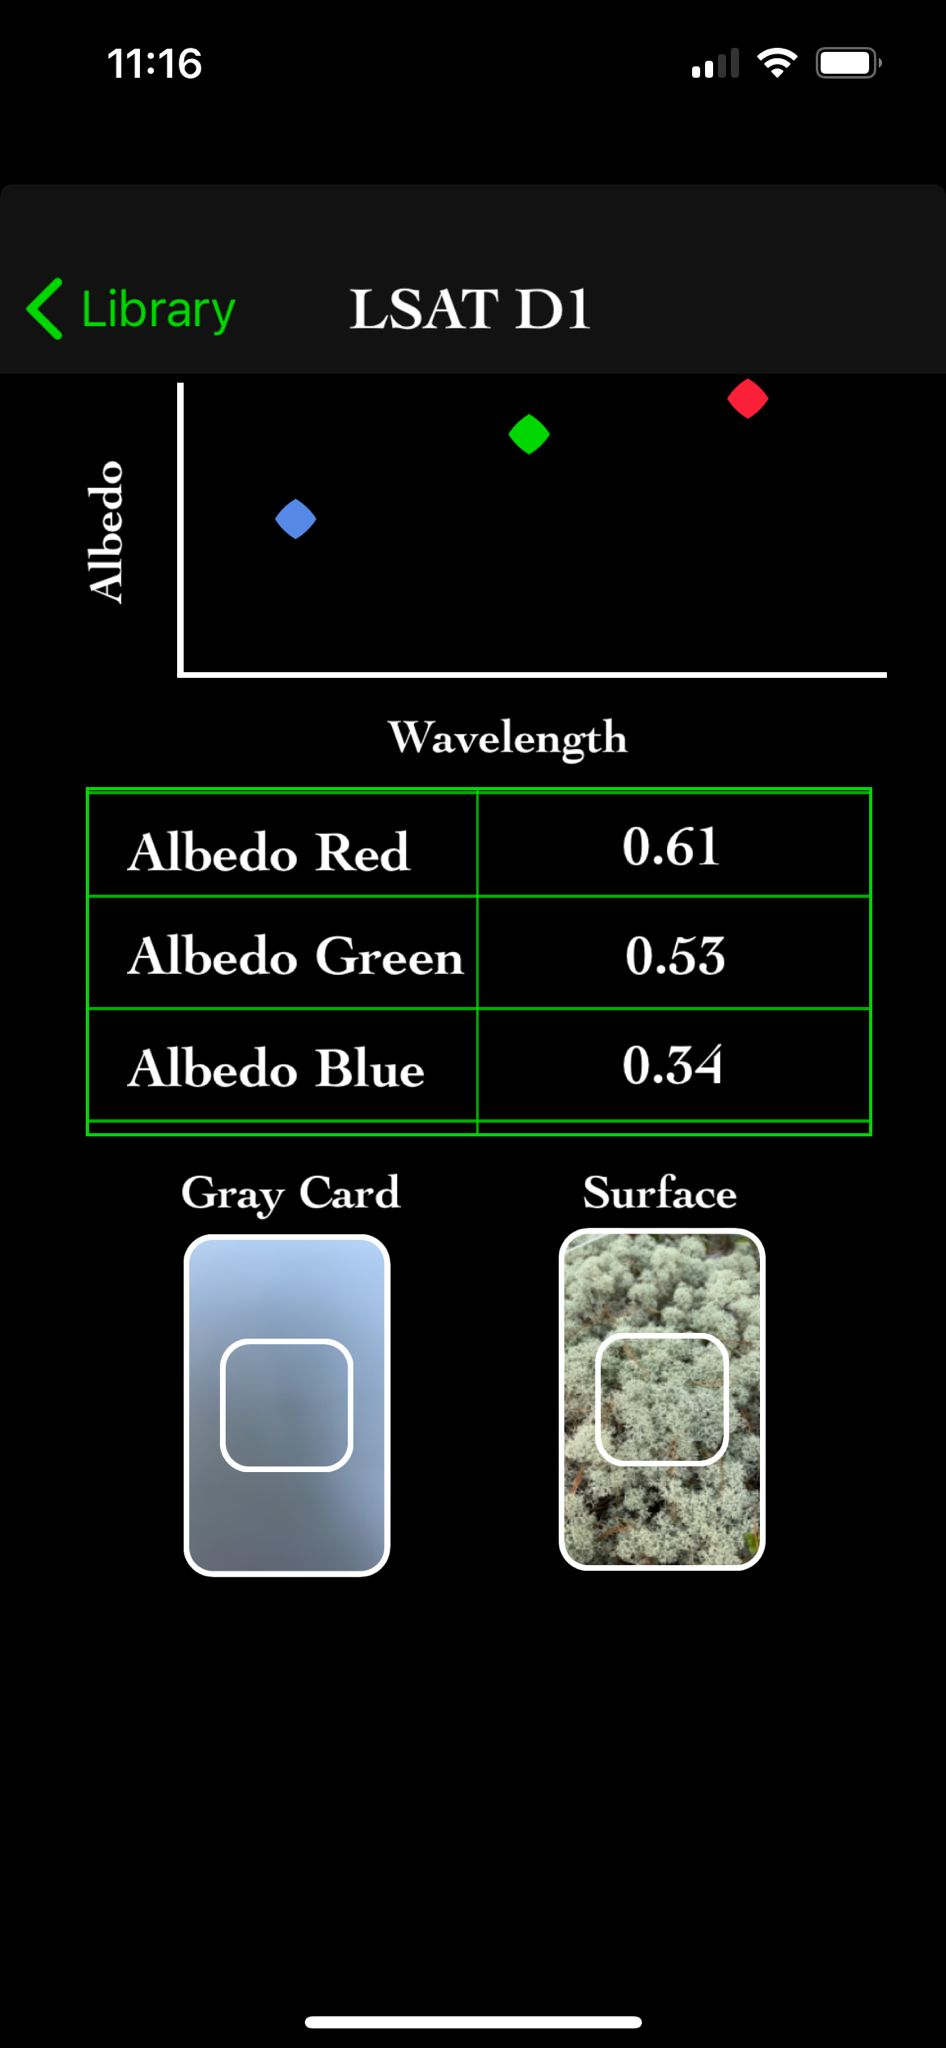 11:16
Library
LSAT D1
Albedo
Wavelength
Albedo Red 0.61
Albedo Green 0.53
Albedo Blue 0.34
Gray Card Surface